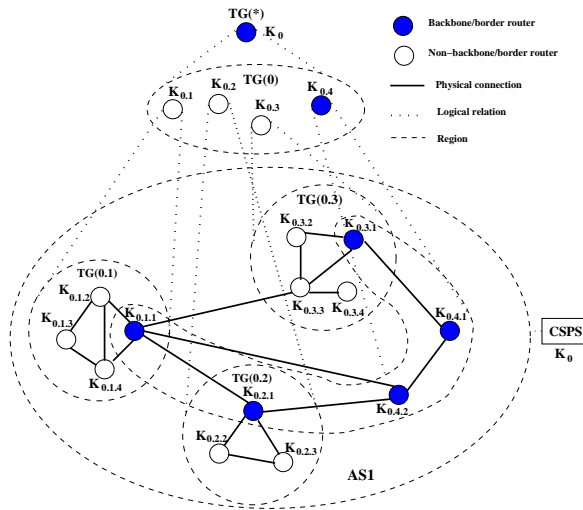 TG(*)
K0
Backbone/border router
Non-backbone/border router
Physical connection
Logical relation
Region
TG(0)
K0.1
K0.2
K0.3
K0.4
TG(0.3)
K0.3.2
K0.3.1
K0.3.3
K0.3.4
TG(0.1)
K0.1.2
K0.1.1
K0.1.3
K0.1.4
K0.4.1
CSPS
K0
TG(0.2)
K0.2.1
K0.4.2
K0.2.2
K0.2.3
AS1